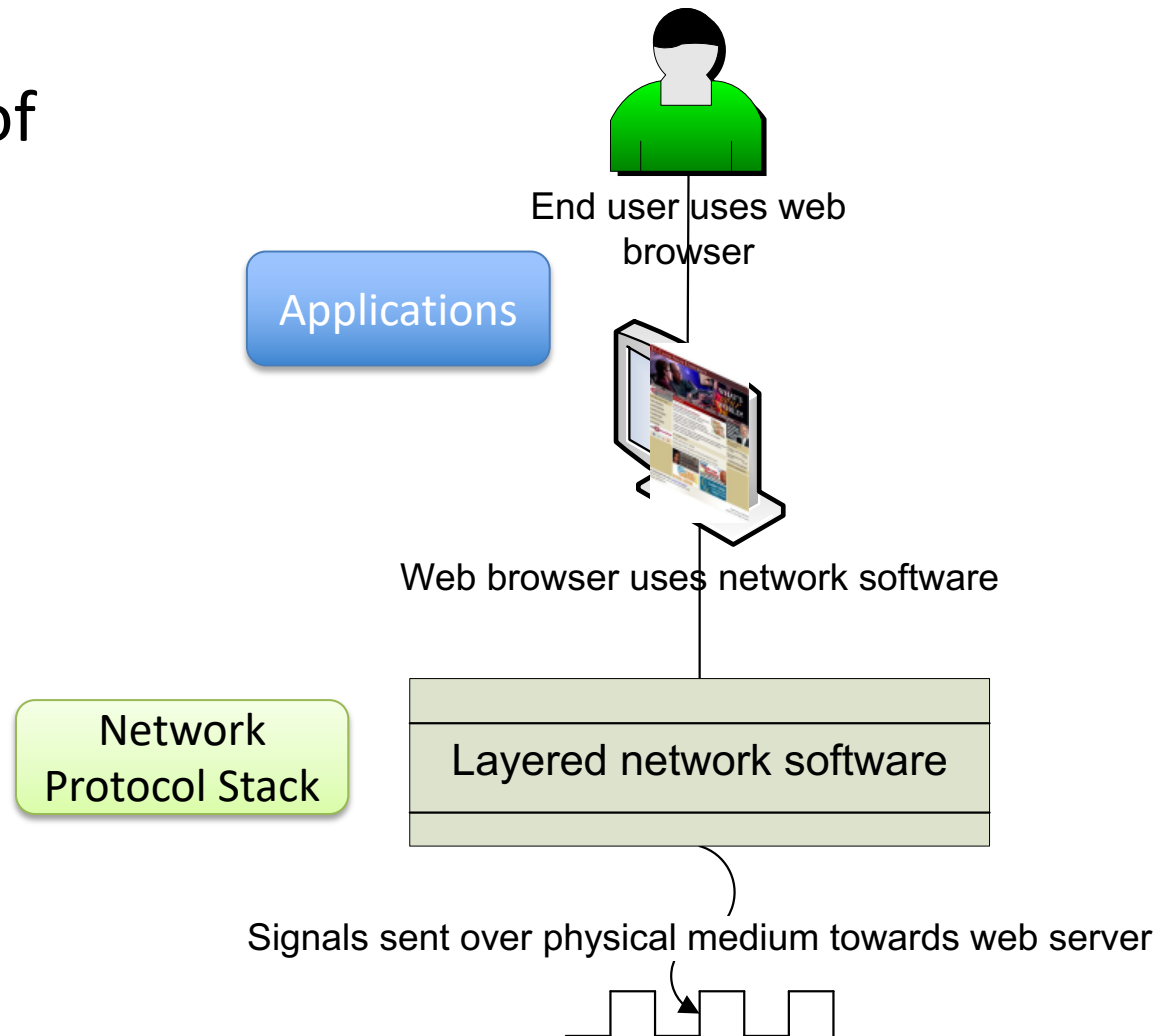 of
End user uses web
browser
Applications
Web browser uses network software
Network
Protocol Stack
Layered network software
Signals sent over physical medium towards web server